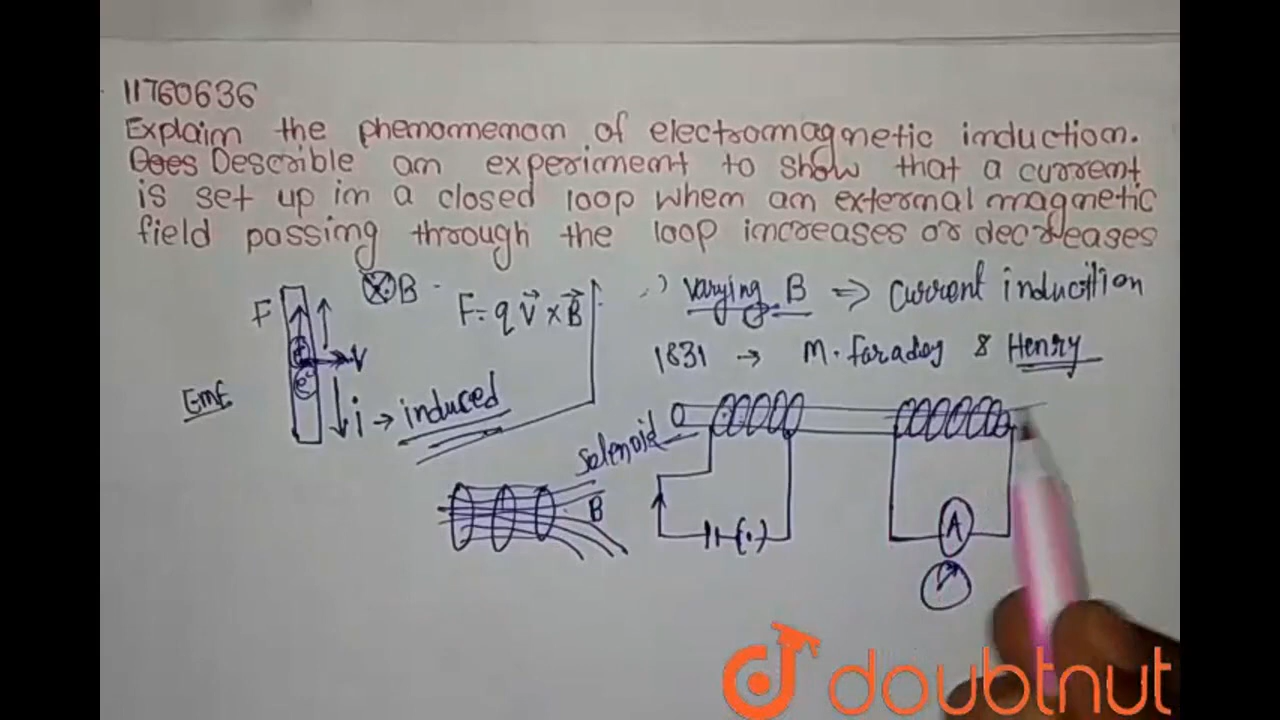 11760636
Explain the phenomenon of electromagnetic induction.
Does Describle an experiment to show that a current
is set up in a closed loop when an external magnetic
field passing through the loop increases or decreases
B
F
F = q V × B
varying B ⇒ current induction
1831 → M. Faraday & Henry
V
Emf
i → induced
Solenoid
B
A
doubtnut